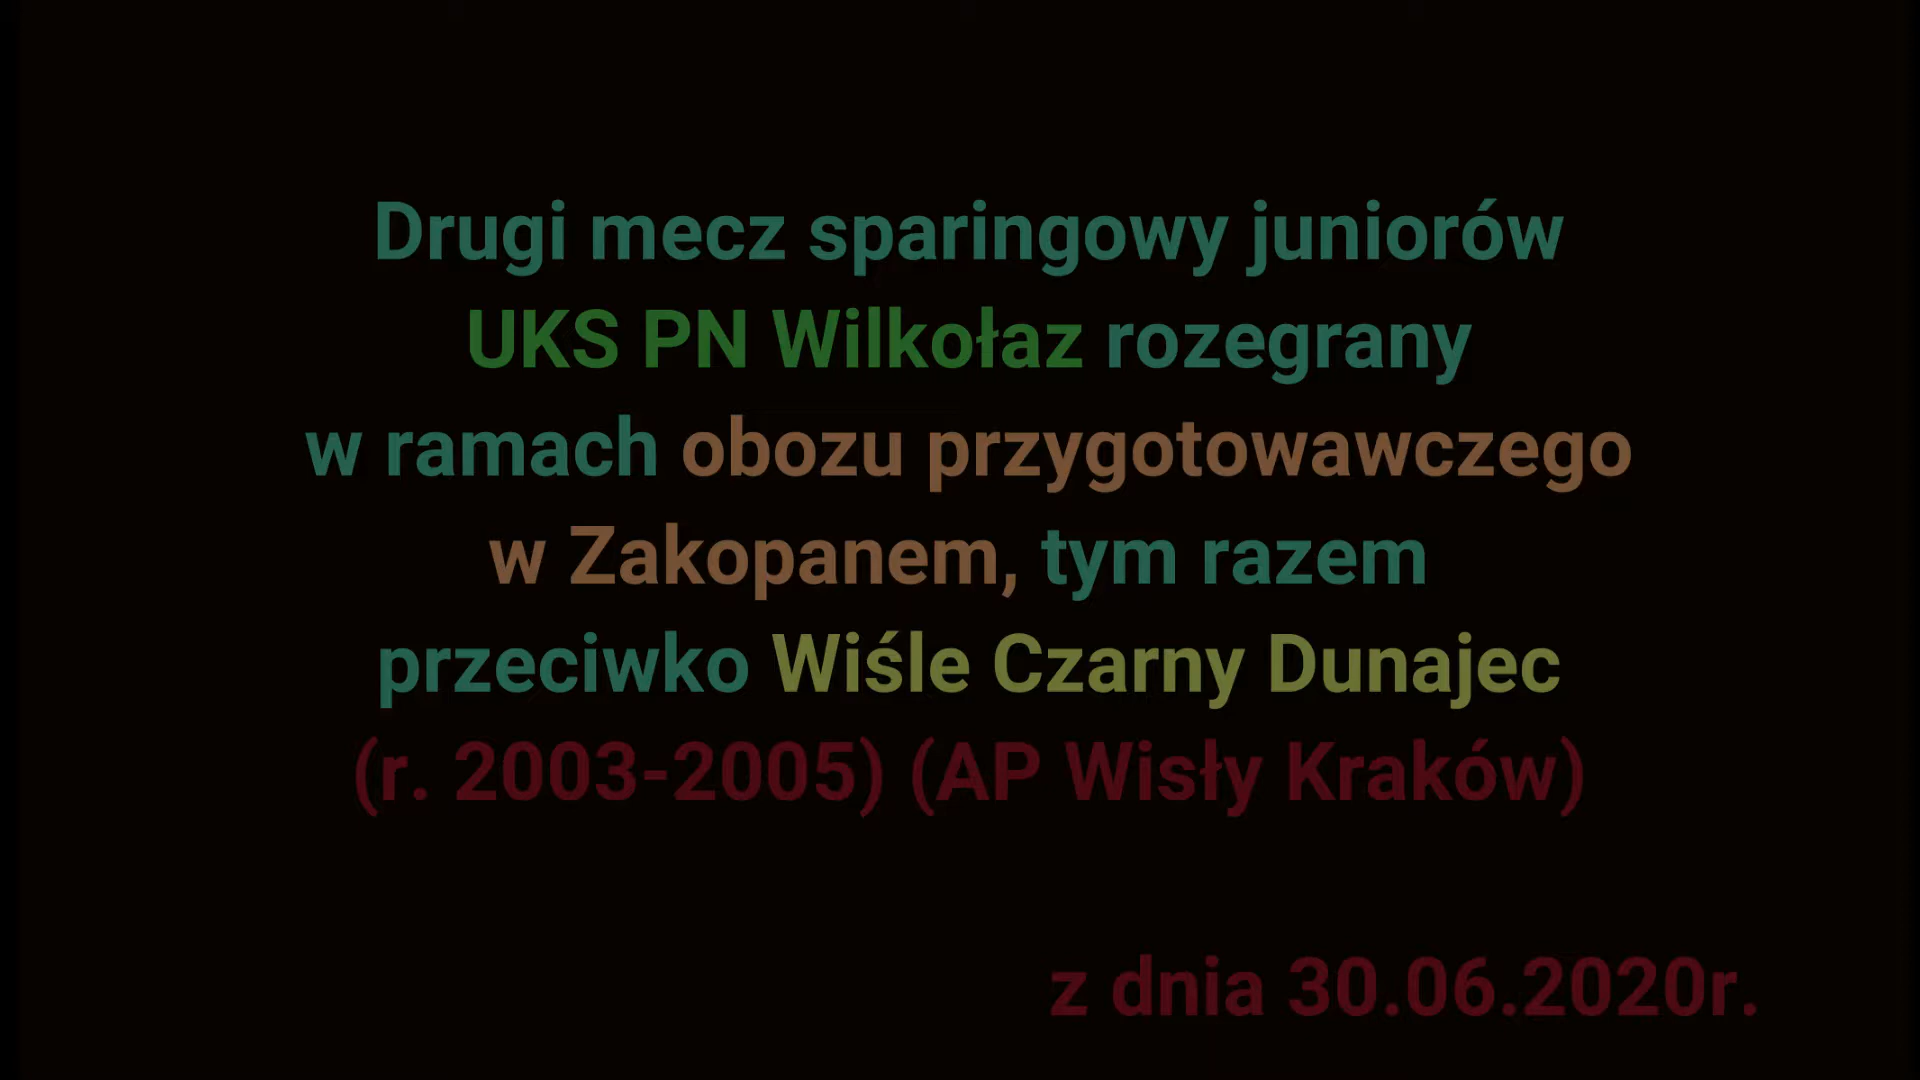 Drugi mecz sparingowy juniorów
UKS PN Wilkołaz rozegrany
w ramach obozu przygotowawczego
w Zakopanem, tym razem
przeciwko Wiśle Czarny Dunajec
(r. 2003-2005) (AP Wisły Kraków)
z dnia 30.06.2020r.